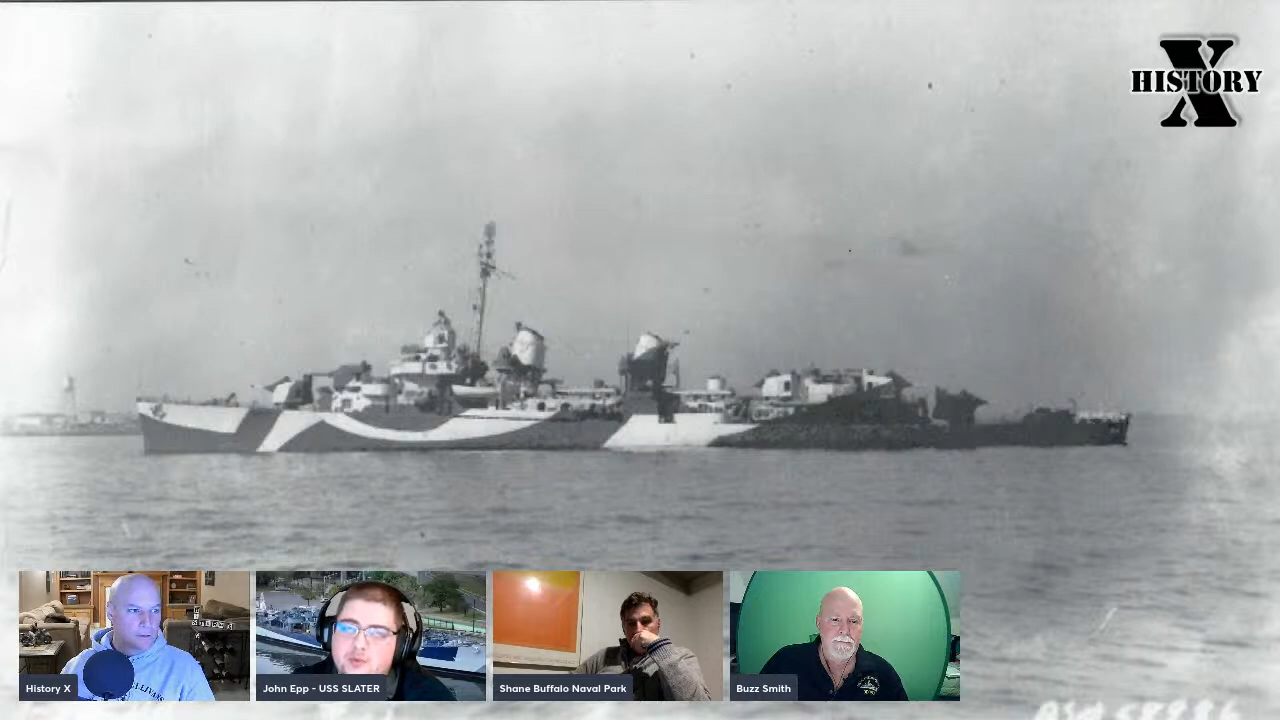 HISTORY
X
History X
John Epp - USS SLATER
Shane Buffalo Naval Park
Buzz Smith